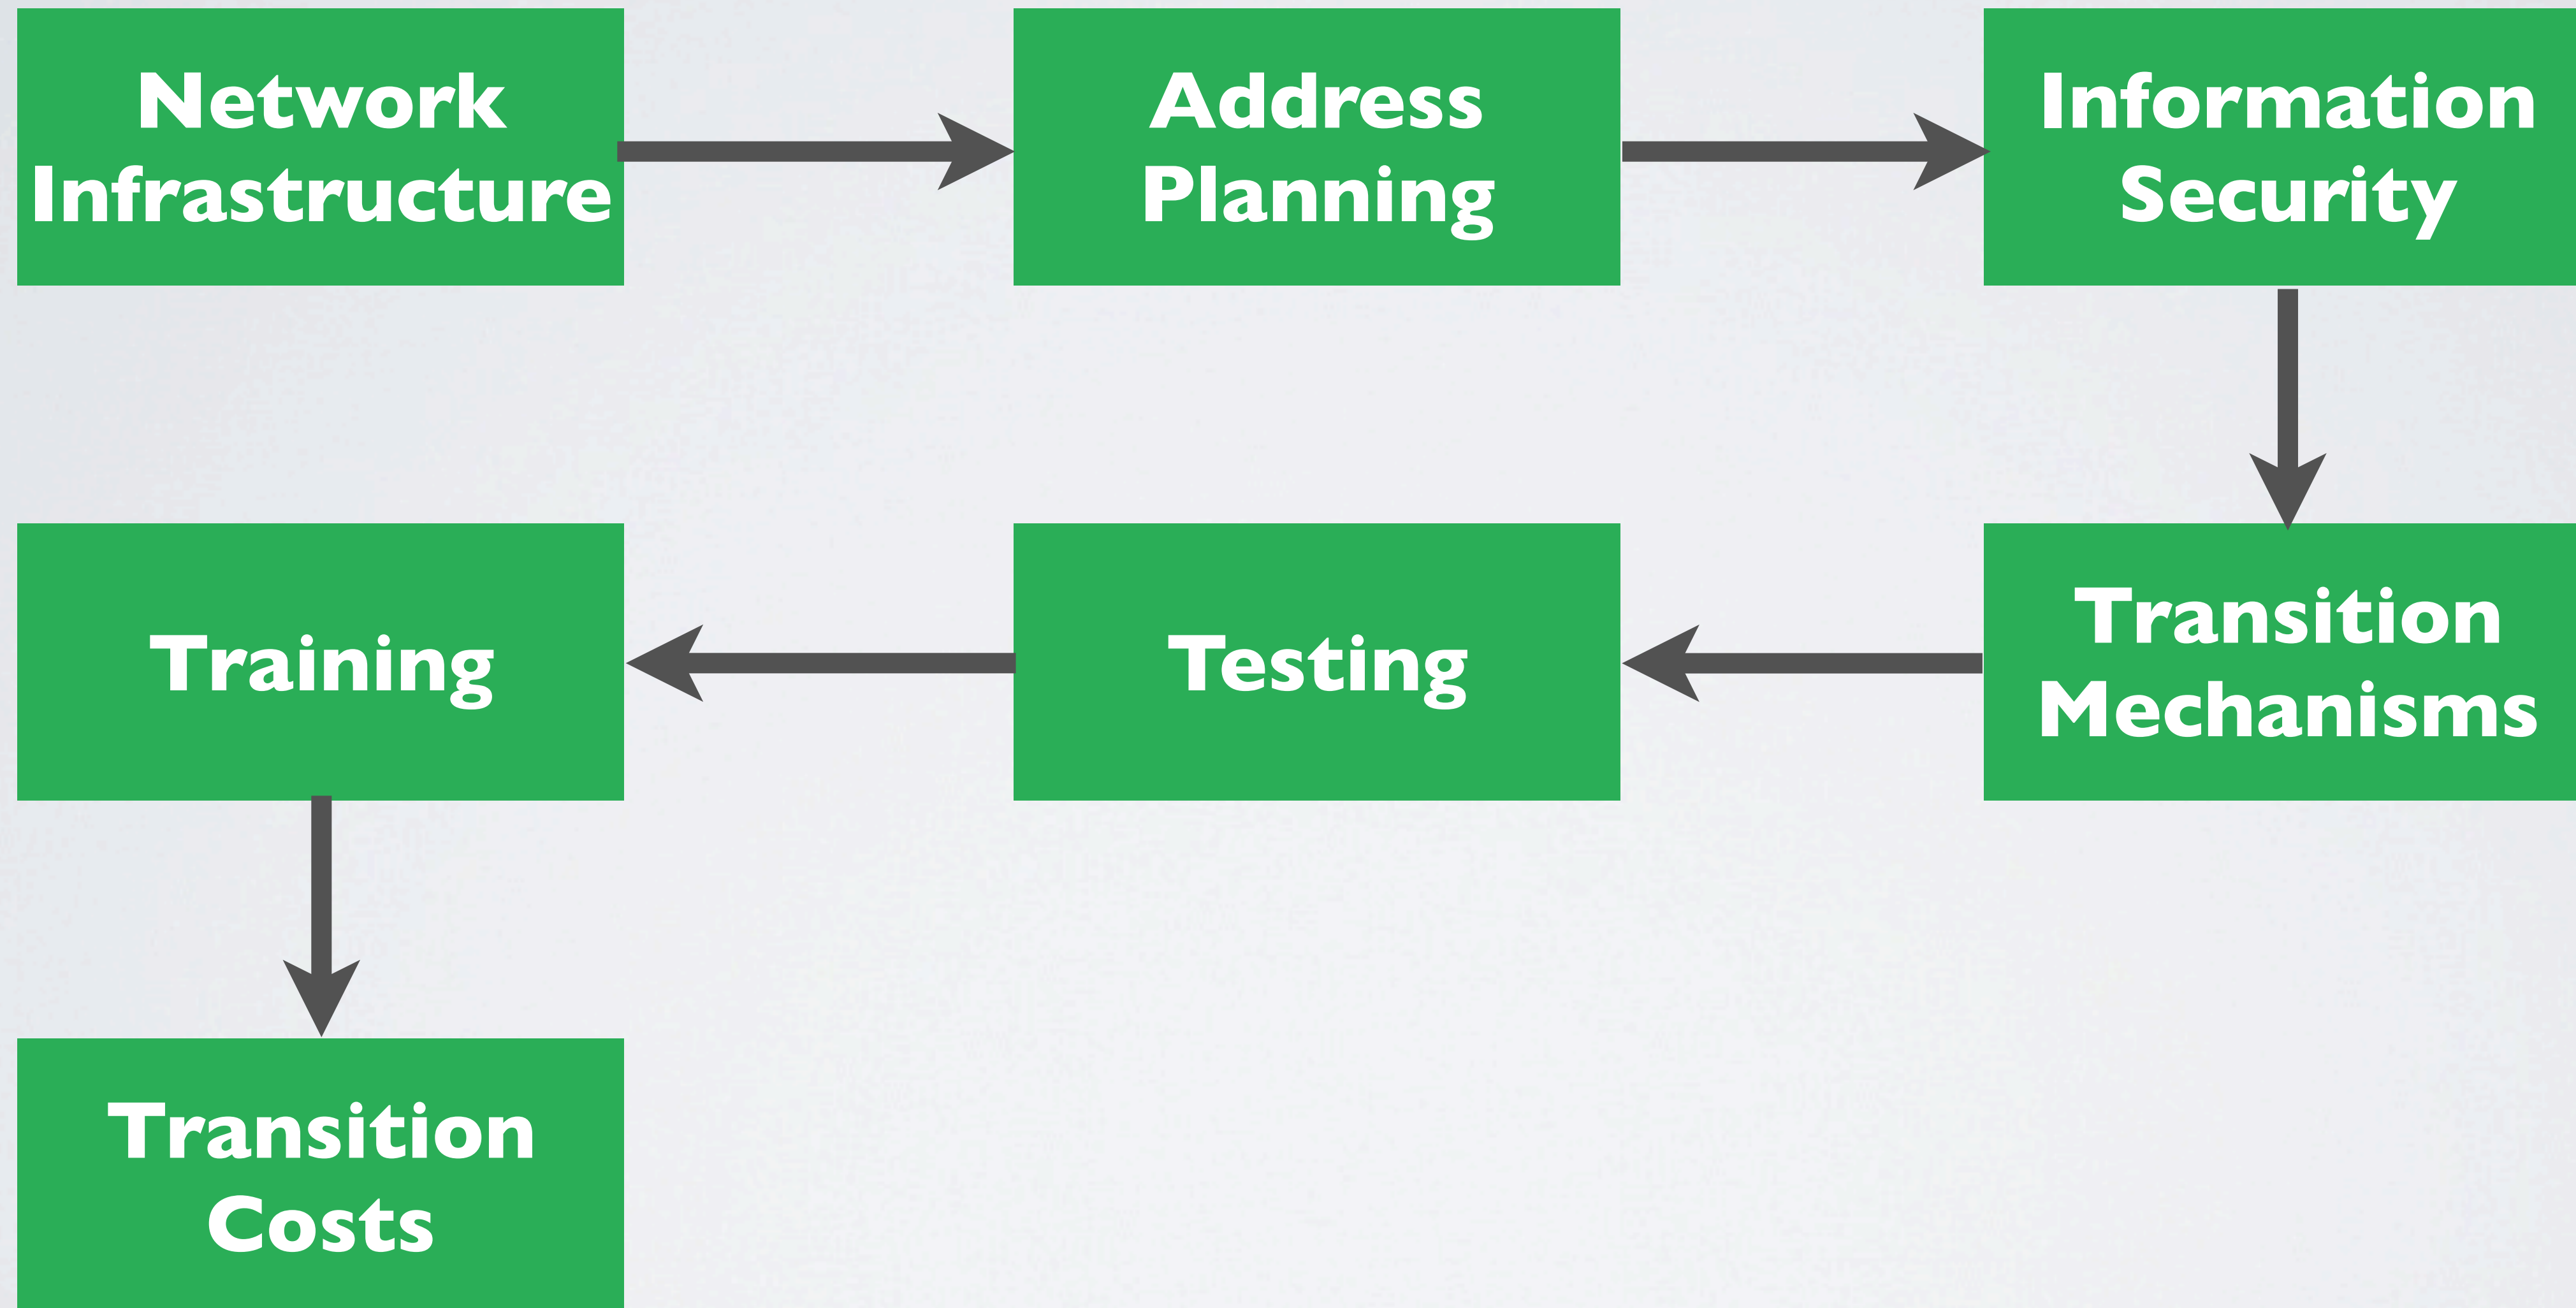 Network
Infrastructure
Address
Planning
Information
Security
Training
Testing
Transition
Mechanisms
Transition
Costs